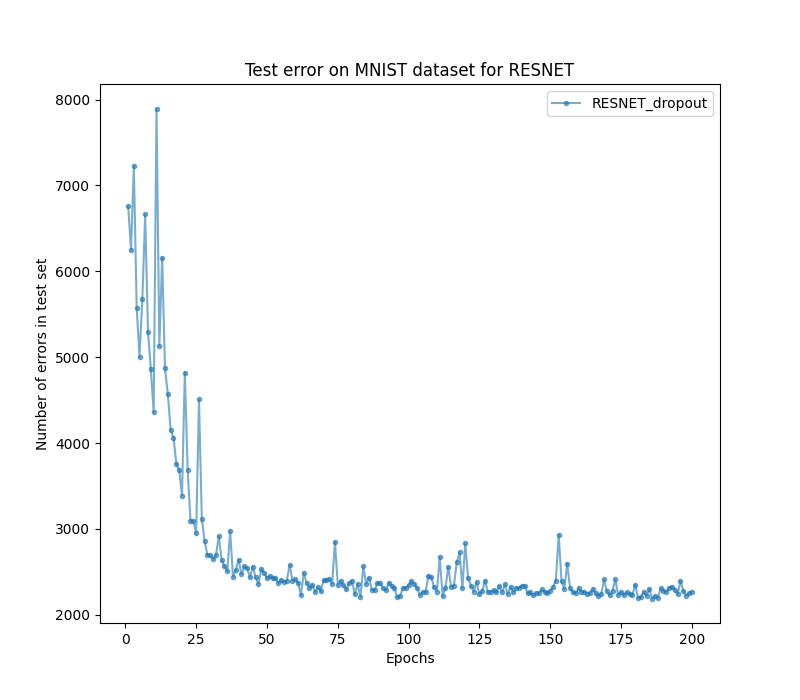 Test error on MNIST dataset for RESNET
RESNET_dropout
Number of errors in test set
8000
7000
6000
5000
4000
3000
2000
0 25 50 75 100 125 150 175 200
Epochs